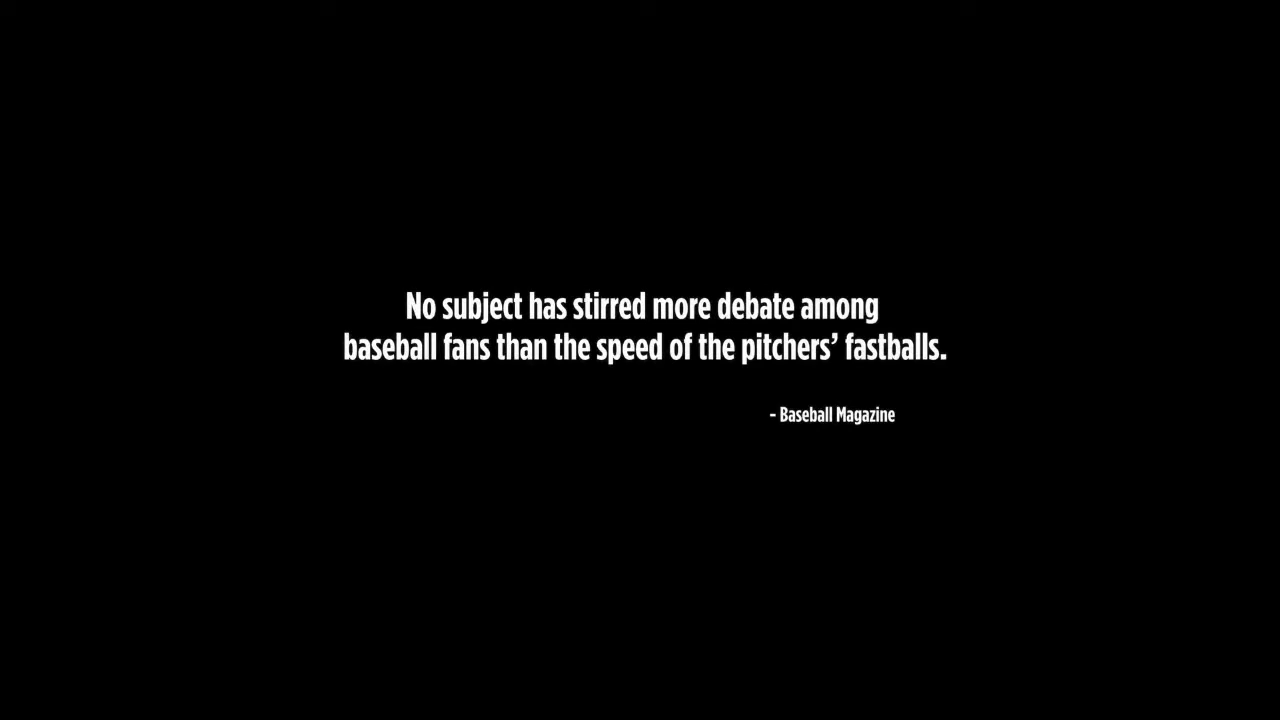 No subject has stirred more debate among
baseball fans than the speed of the pitchers’ fastballs.
- Baseball Magazine